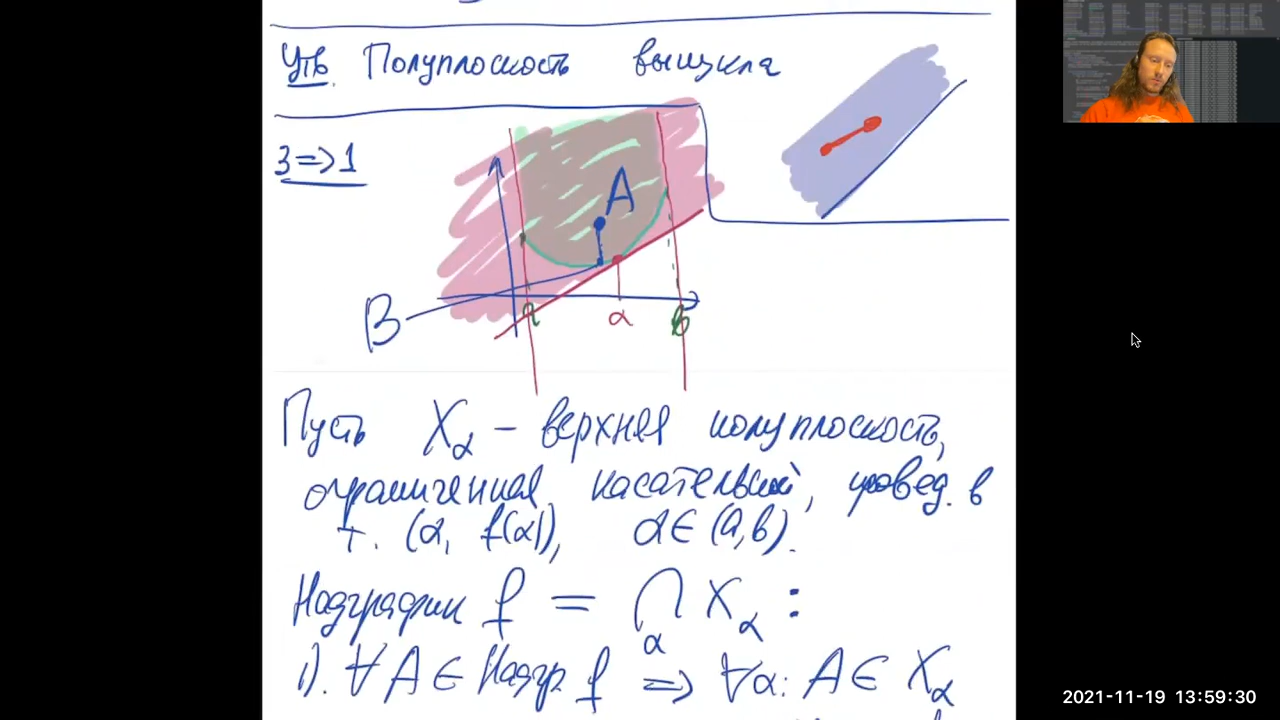 Утв. Полуплоскость выпукла
3=>1
A
B
a α b
Пусть X_α – верхняя полуплоскость,
ограниченная касательной, провед. в
т. (α, f(α)), α ∈ (a, b).
Надграфик f = ⋂_α X_α :
1). ∀ A ∈ Надгр. f => ∀α: A ∈ X_α
2021-11-19 13:59:30